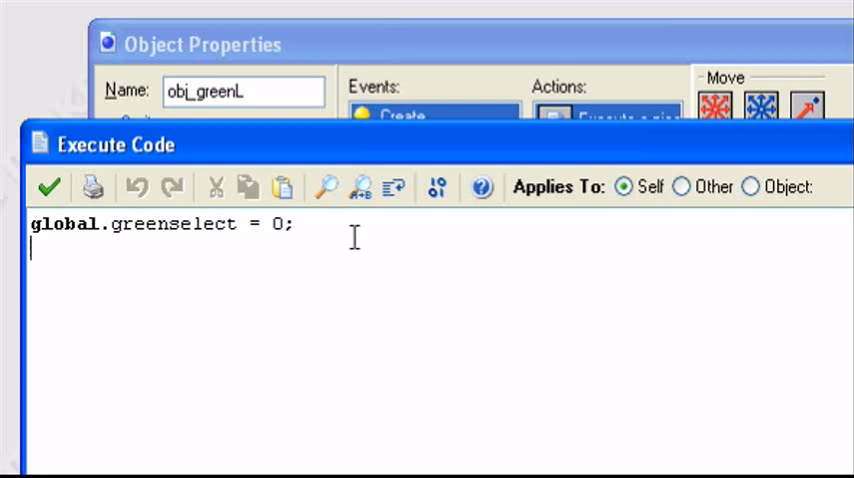 Object Properties
Name: obj_greenL
Events:
Actions:
Move
Create
Execute Code
Applies To: Self Other Object:
global.greenselect = 0;